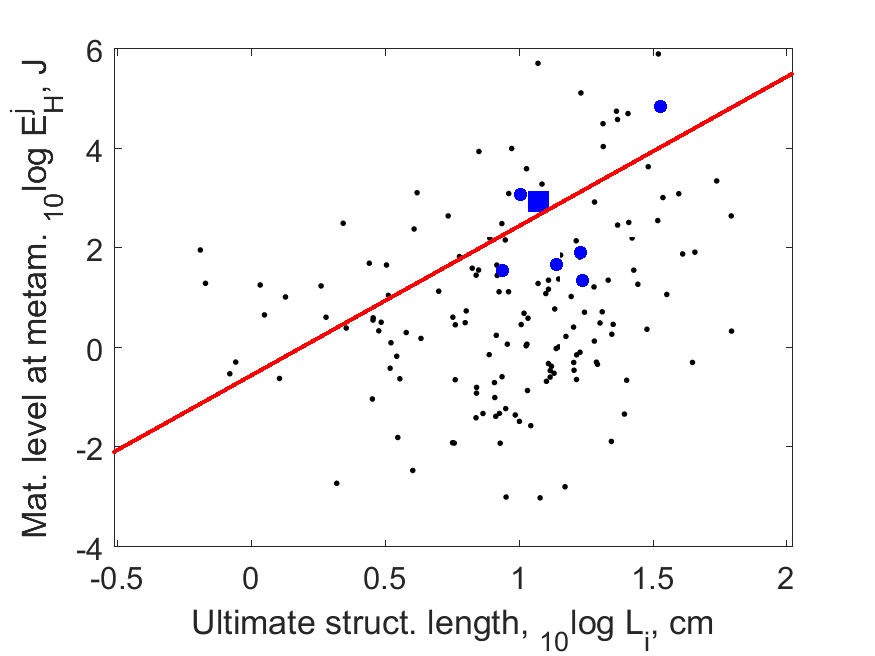 Mat. level at metam. 10log E_H^j, J
6
4
2
0
-2
-4
-0.5 0 0.5 1 1.5 2
Ultimate struct. length, 10log L_i, cm